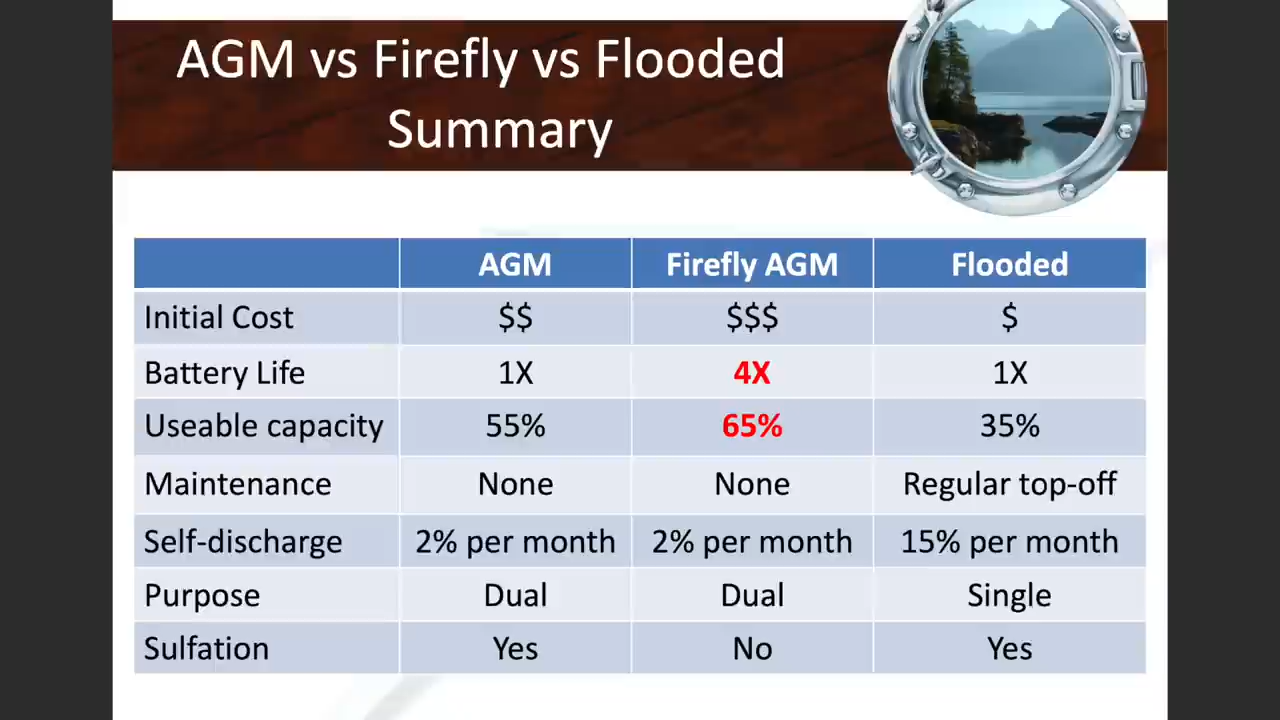 AGM vs Firefly vs Flooded
Summary
AGM Firefly AGM Flooded
Initial Cost $$ $$$ $
Battery Life 1X 4X 1X
Useable capacity 55% 65% 35%
Maintenance None None Regular top-off
Self-discharge 2% per month 2% per month 15% per month
Purpose Dual Dual Single
Sulfation Yes No Yes